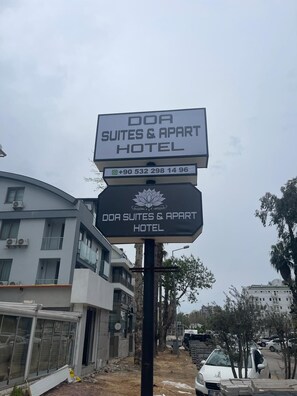 DOA
SUITES & APART
HOTEL
+90 532 298 14 96
DOA SUITES & APART
HOTEL